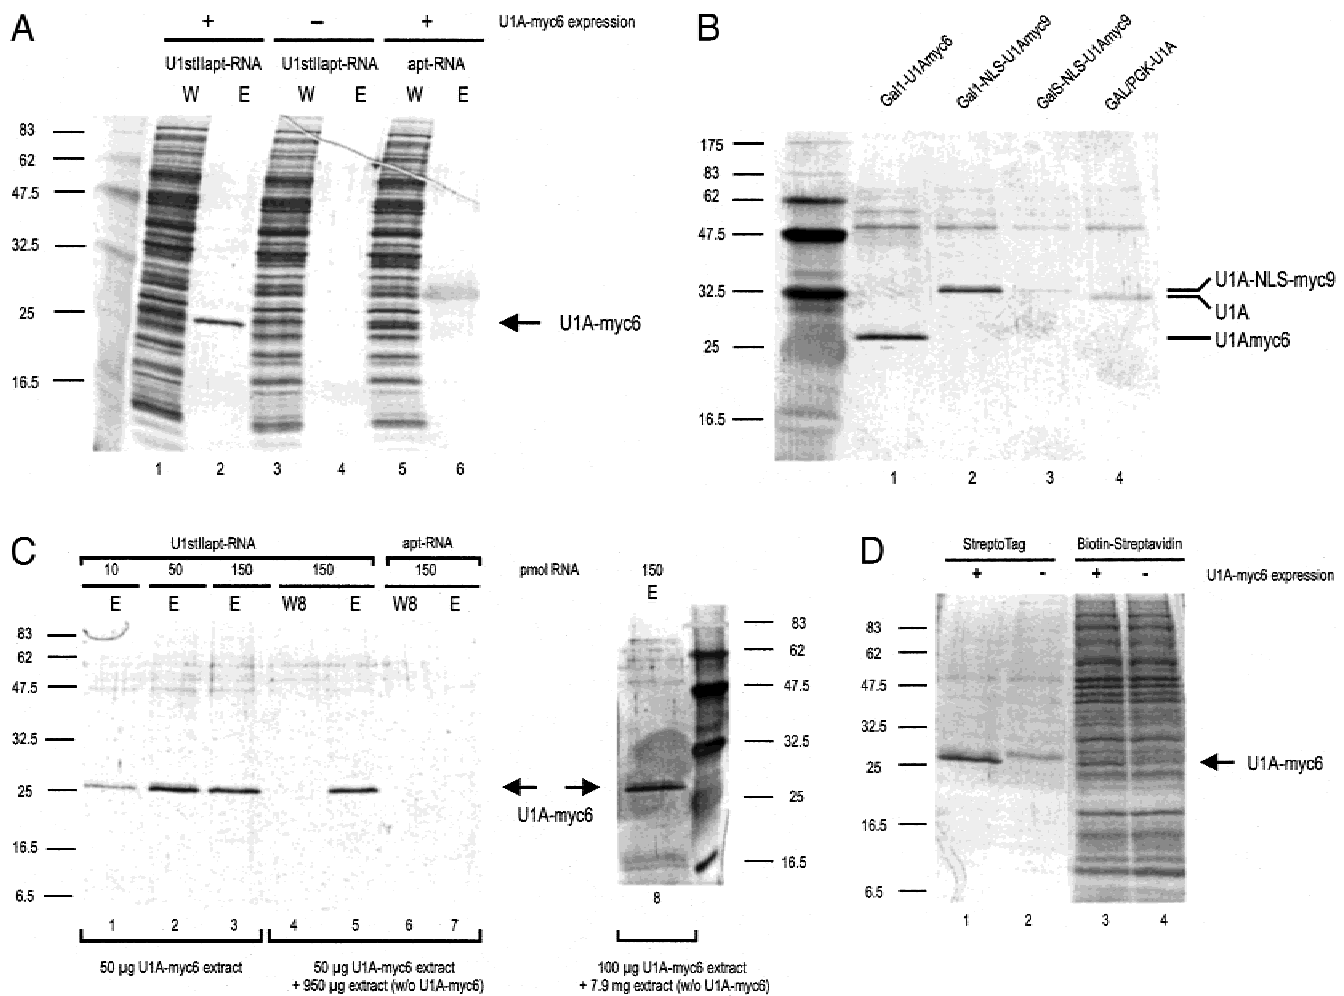 A
+ – + U1A-myc6 expression
U1stIIapt-RNA U1stIIapt-RNA apt-RNA
W E W E W E
83
62
47.5
32.5
25
16.5
U1A-myc6
1 2 3 4 5 6
B
Gal1-U1Amyc6
Gal1-NLS-U1Amyc9
GalS-NLS-U1Amyc9
GAL/PGK-U1A
175
83
62
47.5
32.5
25
16.5
U1A-NLS-myc9
U1A
U1Amyc6
1 2 3 4
C
U1stIIapt-RNA apt-RNA
10 50 150 150 150 pmol RNA 150
E E E W8 E W8 E E
83
62
47.5
32.5
25
16.5
6.5
U1A-myc6
83
62
47.5
32.5
25
16.5
1 2 3 4 5 6 7 8
50 µg U1A-myc6 extract
50 µg U1A-myc6 extract
+ 950 µg extract (w/o U1A-myc6)
100 µg U1A-myc6 extract
+ 7.9 mg extract (w/o U1A-myc6)
D
StreptoTag Biotin-Streptavidin
+ - + - U1A-myc6 expression
83
62
47.5
32.5
25
16.5
6.5
U1A-myc6
1 2 3 4